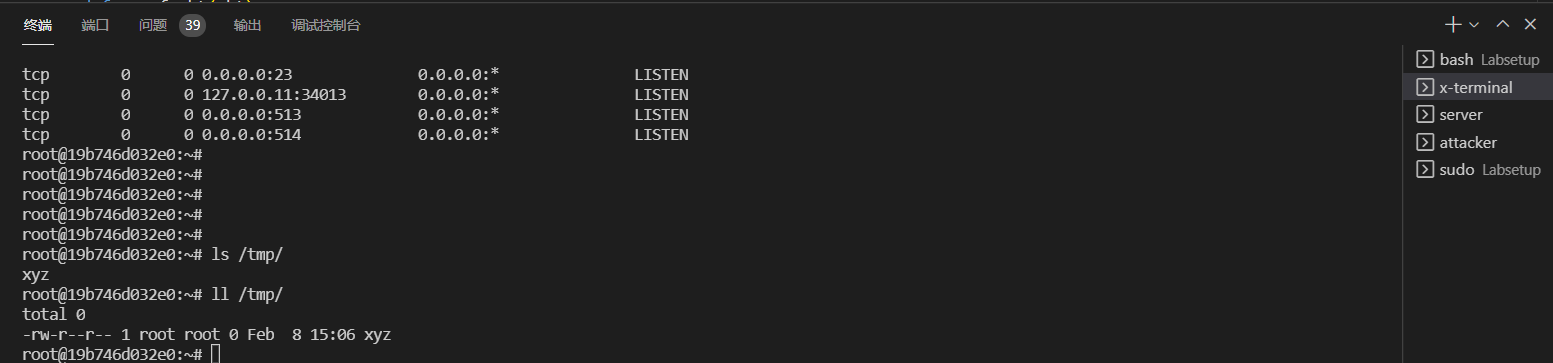 终端 端口 问题 39 输出 调试控制台
tcp 0 0 0.0.0.0:23 0.0.0.0:* LISTEN
tcp 0 0 127.0.0.11:34013 0.0.0.0:* LISTEN
tcp 0 0 0.0.0.0:513 0.0.0.0:* LISTEN
tcp 0 0 0.0.0.0:514 0.0.0.0:* LISTEN
root@19b746d032e0:~#
root@19b746d032e0:~#
root@19b746d032e0:~#
root@19b746d032e0:~#
root@19b746d032e0:~#
root@19b746d032e0:~# ls /tmp/
xyz
root@19b746d032e0:~# ll /tmp/
total 0
-rw-r--r-- 1 root root 0 Feb  8 15:06 xyz
root@19b746d032e0:~#
bash Labsetup
x-terminal
server
attacker
sudo Labsetup